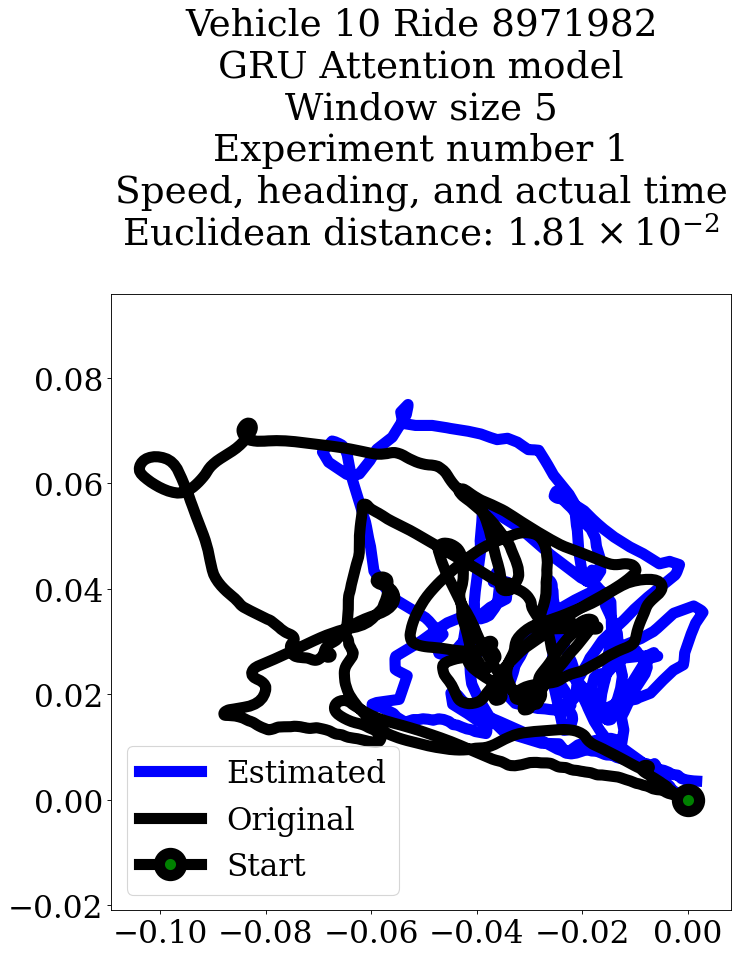 Vehicle 10 Ride 8971982
GRU Attention model
Window size 5
Experiment number 1
Speed, heading, and actual time
Euclidean distance: 1.81 × 10⁻²
0.08
0.06
0.04
0.02
0.00
−0.02
Estimated
Original
Start
−0.10 −0.08 −0.06 −0.04 −0.02 0.00